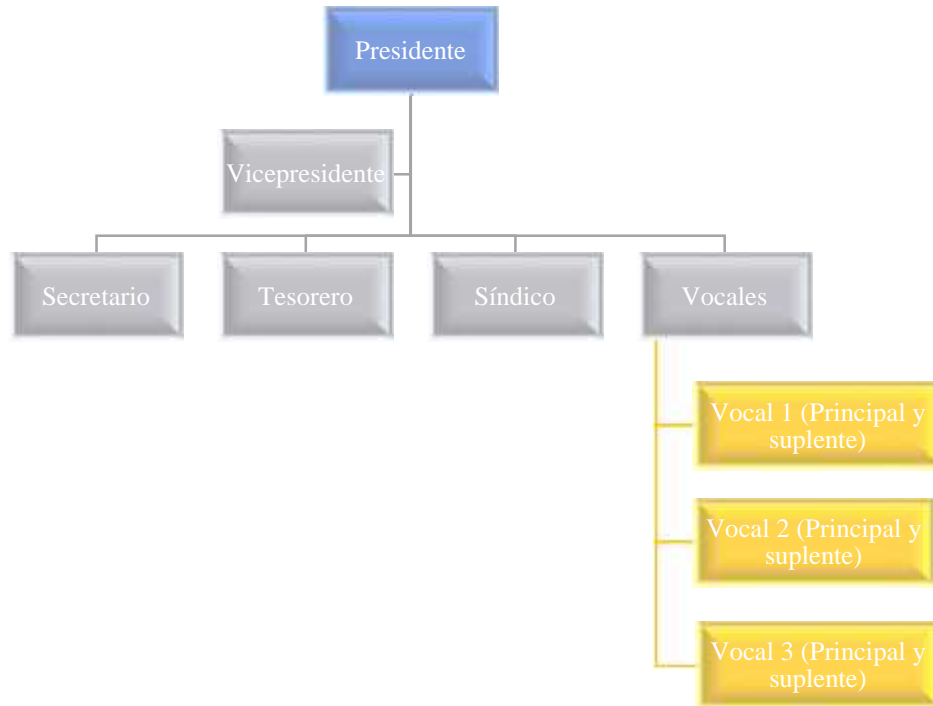 Presidente
Vicepresidente
Secretario
Tesorero
Síndico
Vocales
Vocal 1 (Principal y
suplente)
Vocal 2 (Principal y
suplente)
Vocal 3 (Principal y
suplente)